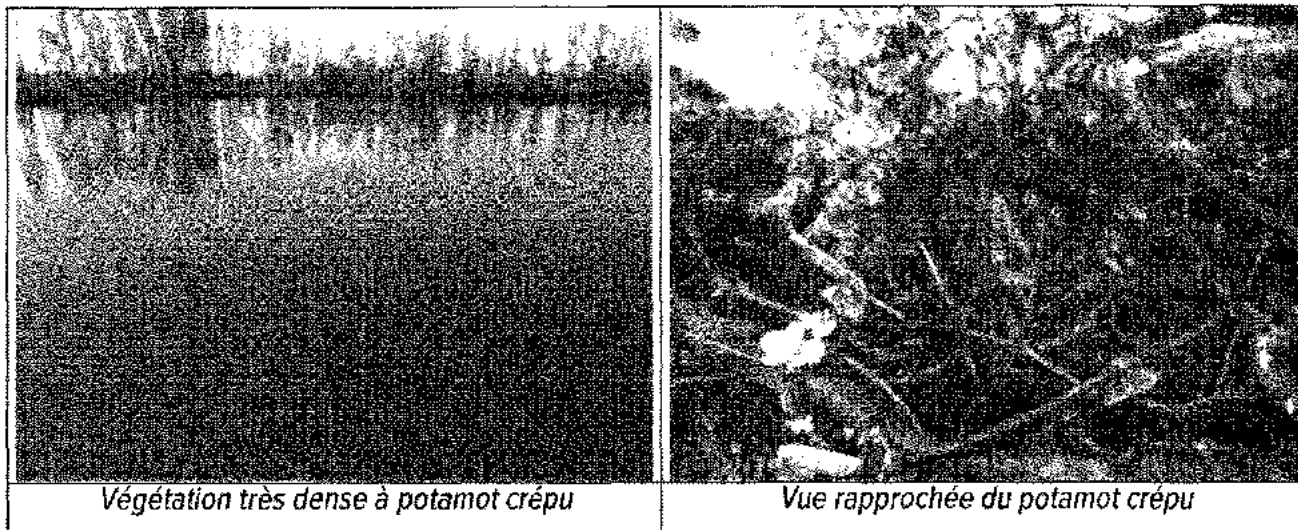 Végétation très dense à potamot crépu
Vue rapprochée du potamot crépu